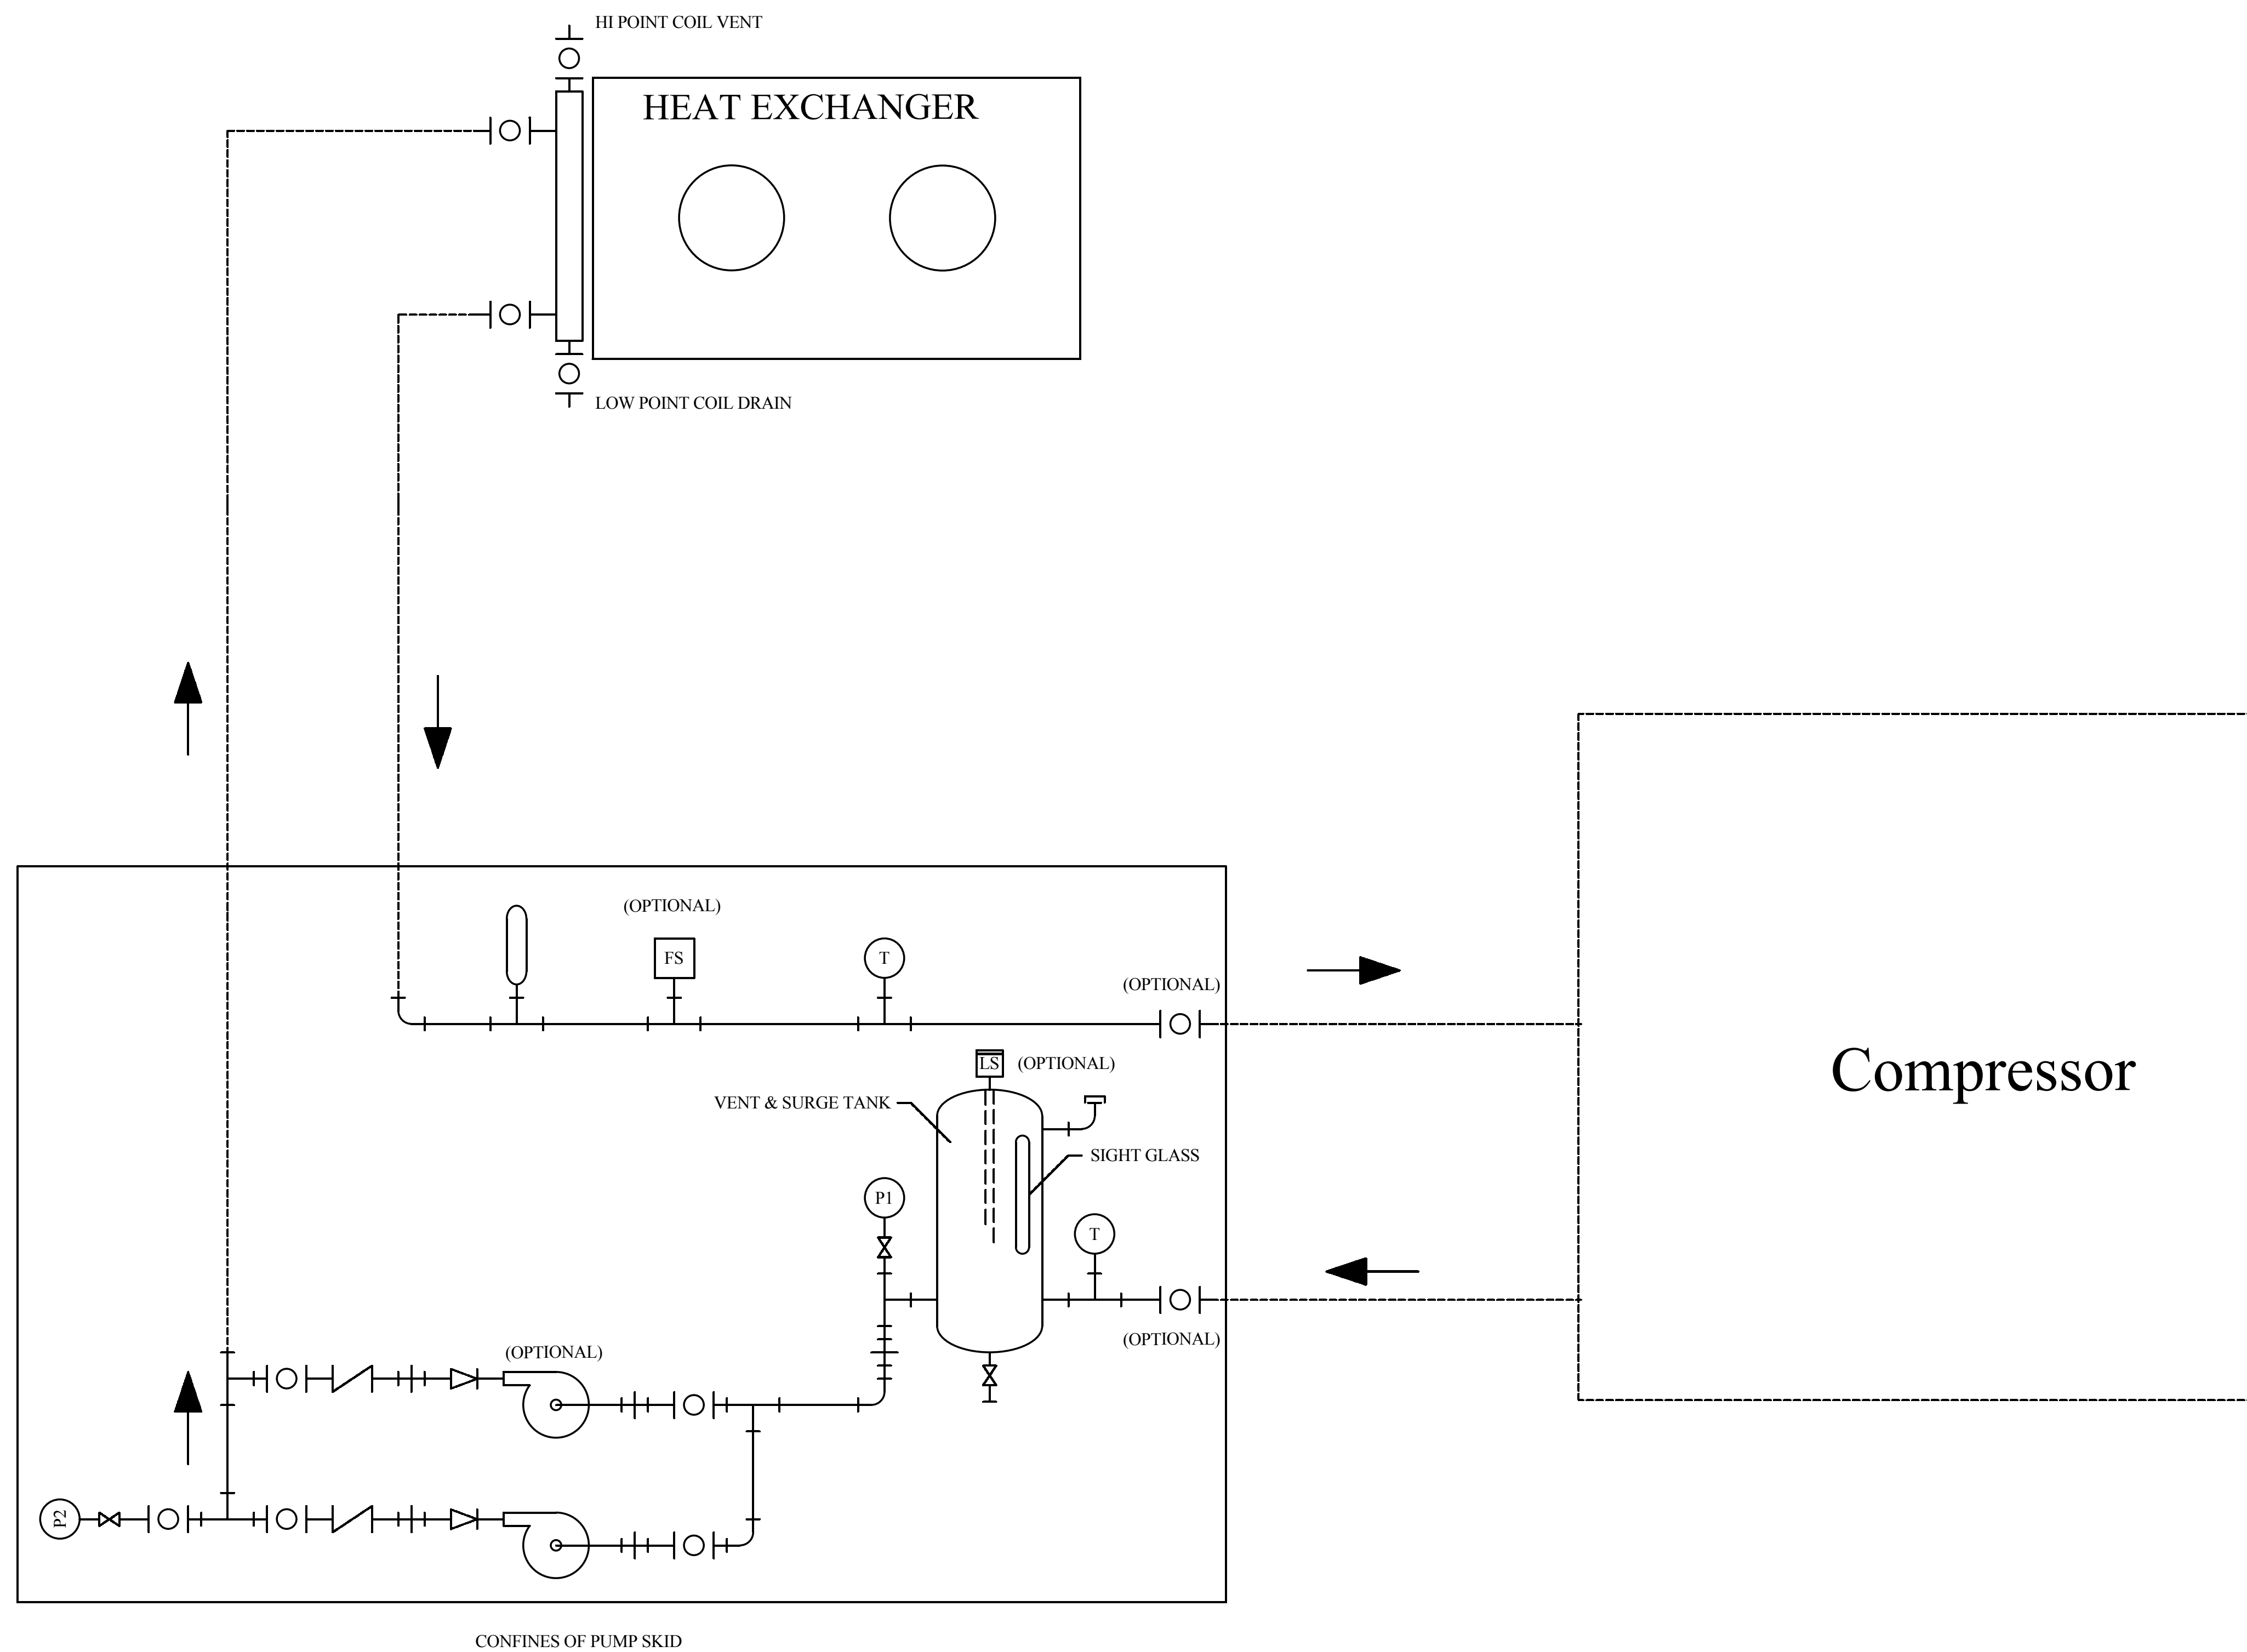 HI POINT COIL VENT
HEAT EXCHANGER
LOW POINT COIL DRAIN
(OPTIONAL)
FS
T
(OPTIONAL)
LS
(OPTIONAL)
Compressor
VENT & SURGE TANK
SIGHT GLASS
P1
T
(OPTIONAL)
(OPTIONAL)
P2
CONFINES OF PUMP SKID